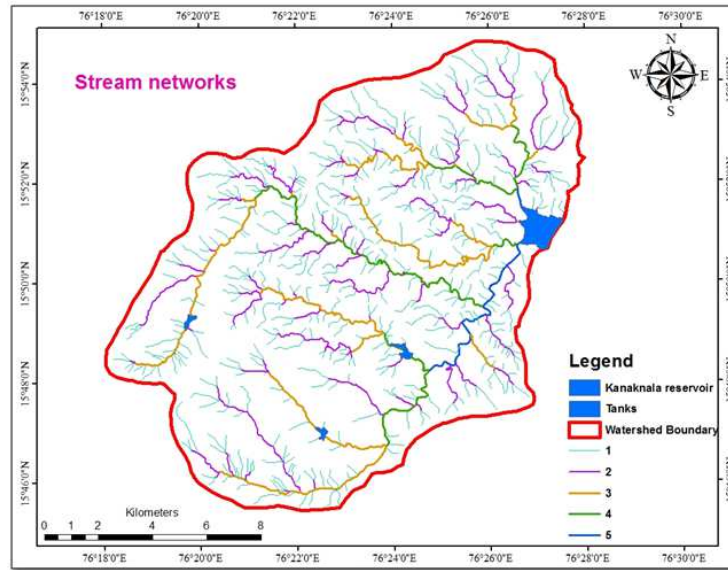 76°18'0"E 76°20'0"E 76°22'0"E 76°24'0"E 76°26'0"E 76°28'0"E 76°30'0"E
Stream networks
N
W E
S
15°52'0"N
15°50'0"N
15°48'0"N
15°46'0"N
Legend
Kanaknala reservoir
Tanks
Watershed Boundary
1
2
3
4
5
Kilometers
0 1 2 4 6 8
76°18'0"E 76°20'0"E 76°22'0"E 76°24'0"E 76°26'0"E 76°28'0"E 76°30'0"E